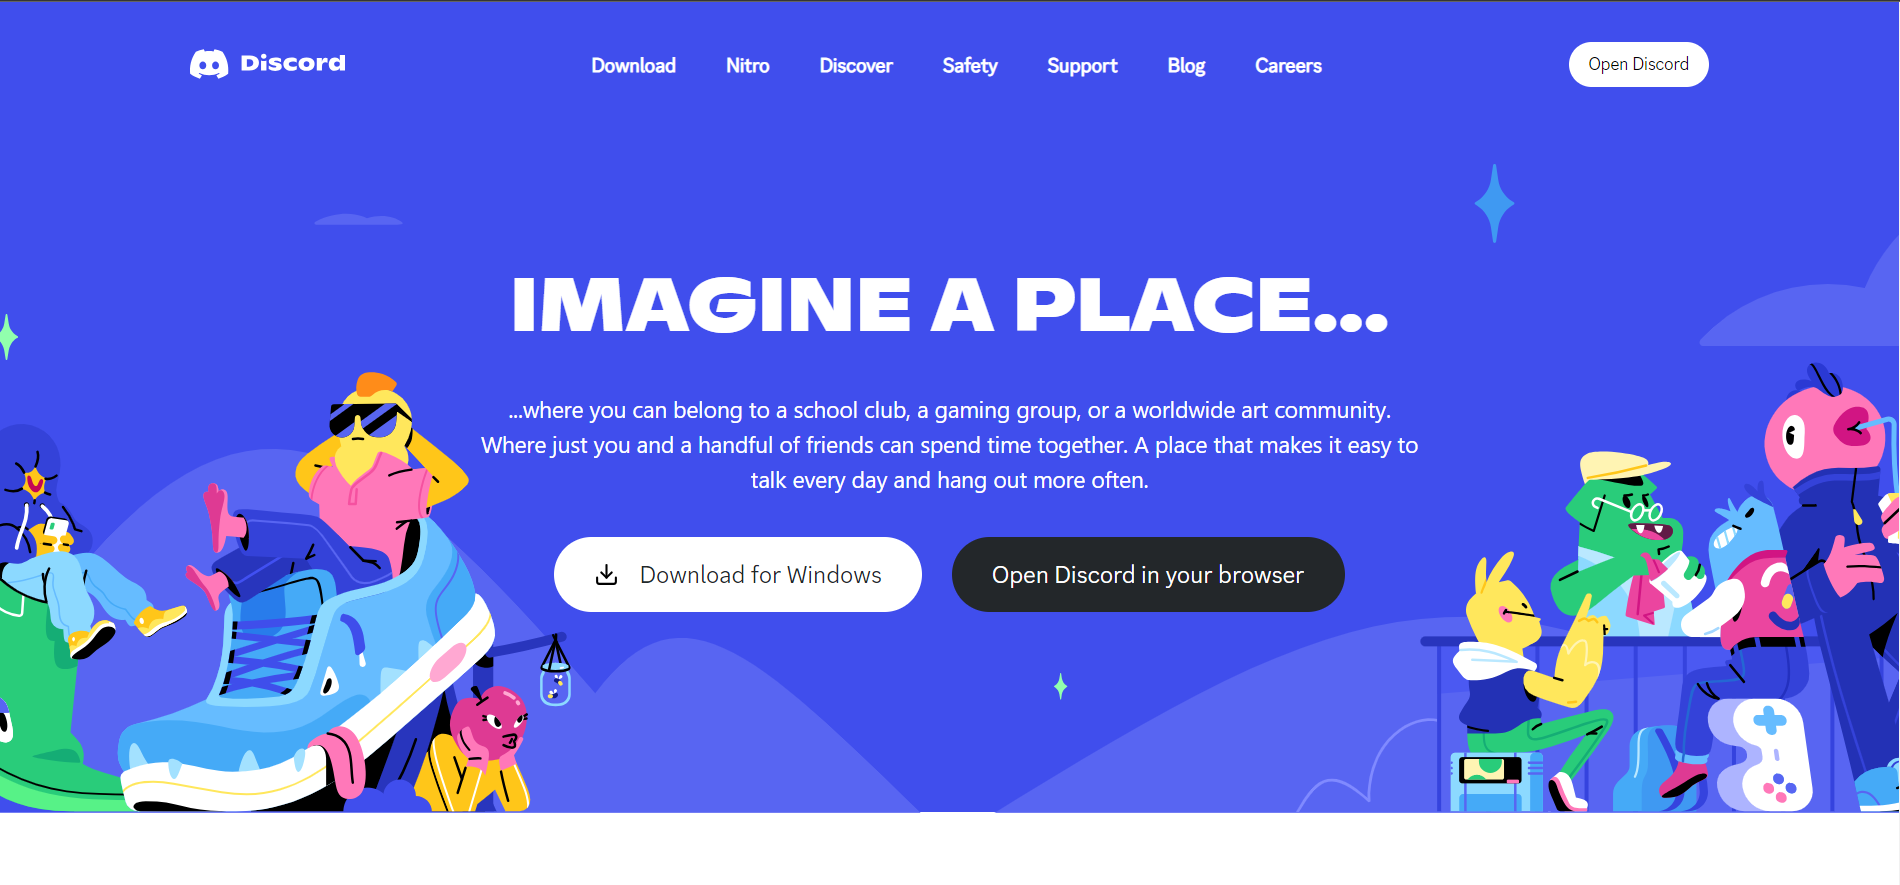 Discord
Download
Nitro
Discover
Safety
Support
Blog
Careers
Open Discord
IMAGINE A PLACE...
...where you can belong to a school club, a gaming group, or a worldwide art community.
Where just you and a handful of friends can spend time together. A place that makes it easy to
talk every day and hang out more often.
Download for Windows
Open Discord in your browser